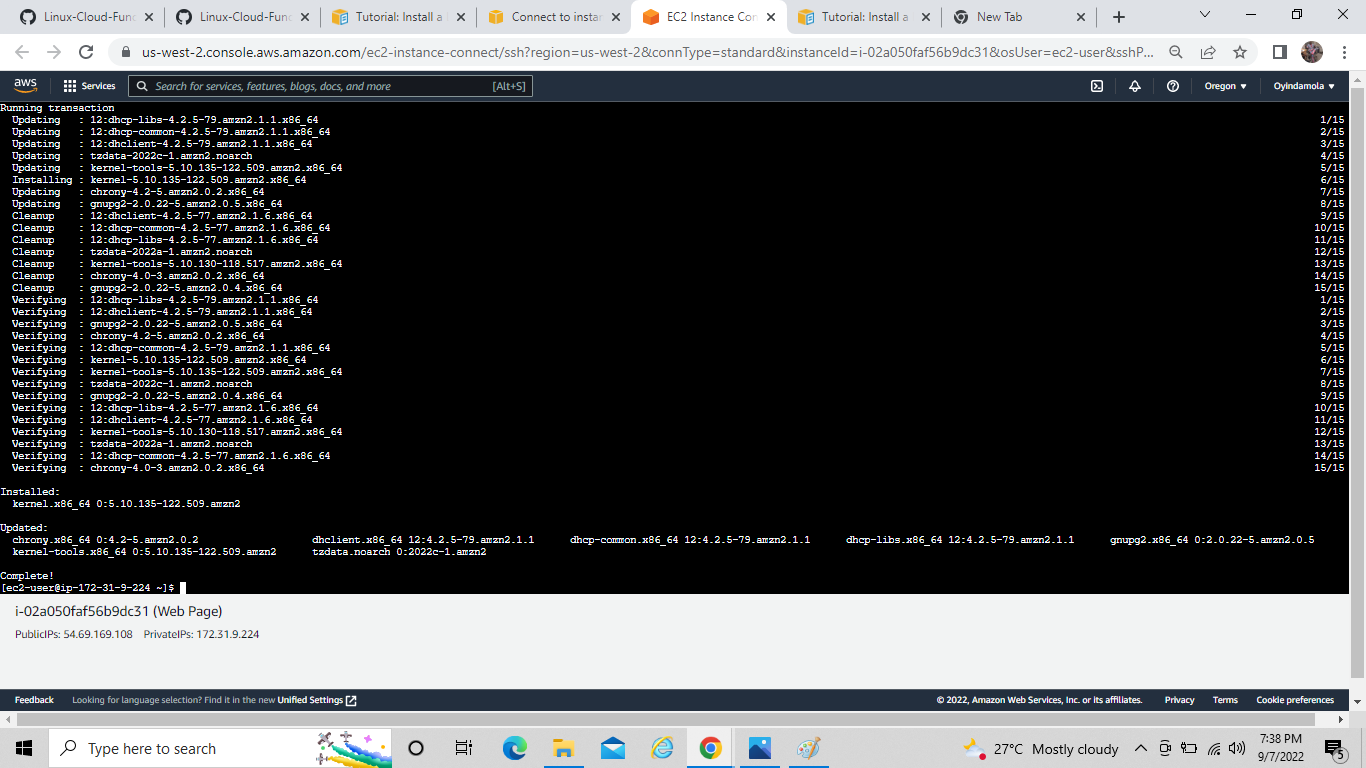 Linux-Cloud-Func
Linux-Cloud-Func
Tutorial: Install a
Connect to instan
EC2 Instance Con
Tutorial: Install a
New Tab
us-west-2.console.aws.amazon.com/ec2-instance-connect/ssh?region=us-west-2&connType=standard&instanceId=i-02a050faf56b9dc31&osUser=ec2-user&sshP...
aws Services Search for services, features, blogs, docs, and more [Alt+S] Oregon ▼ Oyindamola ▼
Running transaction
Updating : 12:dhcp-libs-4.2.5-79.amzn2.1.1.x86_64 1/15
Updating : 12:dhcp-common-4.2.5-79.amzn2.1.1.x86_64 2/15
Updating : 12:dhclient-4.2.5-79.amzn2.1.1.x86_64 3/15
Updating : tzdata-2022c-1.amzn2.noarch 4/15
Updating : kernel-tools-5.10.135-122.509.amzn2.x86_64 5/15
Installing : kernel-5.10.135-122.509.amzn2.x86_64 6/15
Updating : chrony-4.2-5.amzn2.0.2.x86_64 7/15
Updating : gnupg2-2.0.22-5.amzn2.0.5.x86_64 8/15
Cleanup : 12:dhclient-4.2.5-77.amzn2.1.6.x86_64 9/15
Cleanup : 12:dhcp-common-4.2.5-77.amzn2.1.6.x86_64 10/15
Cleanup : 12:dhcp-libs-4.2.5-77.amzn2.1.6.x86_64 11/15
Cleanup : tzdata-2022a-1.amzn2.noarch 12/15
Cleanup : kernel-tools-5.10.130-118.517.amzn2.x86_64 13/15
Cleanup : chrony-4.0-3.amzn2.0.2.x86_64 14/15
Cleanup : gnupg2-2.0.22-5.amzn2.0.4.x86_64 15/15
Verifying : 12:dhcp-libs-4.2.5-79.amzn2.1.1.x86_64 1/15
Verifying : 12:dhclient-4.2.5-79.amzn2.1.1.x86_64 2/15
Verifying : gnupg2-2.0.22-5.amzn2.0.5.x86_64 3/15
Verifying : chrony-4.2-5.amzn2.0.2.x86_64 4/15
Verifying : 12:dhcp-common-4.2.5-79.amzn2.1.1.x86_64 5/15
Verifying : kernel-5.10.135-122.509.amzn2.x86_64 6/15
Verifying : kernel-tools-5.10.135-122.509.amzn2.x86_64 7/15
Verifying : tzdata-2022c-1.amzn2.noarch 8/15
Verifying : gnupg2-2.0.22-5.amzn2.0.4.x86_64 9/15
Verifying : 12:dhcp-libs-4.2.5-77.amzn2.1.6.x86_64 10/15
Verifying : 12:dhclient-4.2.5-77.amzn2.1.6.x86_64 11/15
Verifying : kernel-tools-5.10.130-118.517.amzn2.x86_64 12/15
Verifying : tzdata-2022a-1.amzn2.noarch 13/15
Verifying : 12:dhcp-common-4.2.5-77.amzn2.1.6.x86_64 14/15
Verifying : chrony-4.0-3.amzn2.0.2.x86_64 15/15
Installed:
kernel.x86_64 0:5.10.135-122.509.amzn2
Updated:
chrony.x86_64 0:4.2-5.amzn2.0.2 dhclient.x86_64 12:4.2.5-79.amzn2.1.1 dhcp-common.x86_64 12:4.2.5-79.amzn2.1.1 dhcp-libs.x86_64 12:4.2.5-79.amzn2.1.1 gnupg2.x86_64 0:2.0.22-5.amzn2.0.5
kernel-tools.x86_64 0:5.10.135-122.509.amzn2 tzdata.noarch 0:2022c-1.amzn2
Complete!
[ec2-user@ip-172-31-9-224 ~]$
i-02a050faf56b9dc31 (Web Page)
PublicIPs: 54.69.169.108 PrivateIPs: 172.31.9.224
Feedback Looking for language selection? Find it in the new Unified Settings © 2022, Amazon Web Services, Inc. or its affiliates. Privacy Terms Cookie preferences
Type here to search 27°C Mostly cloudy 7:38 PM
9/7/2022 5